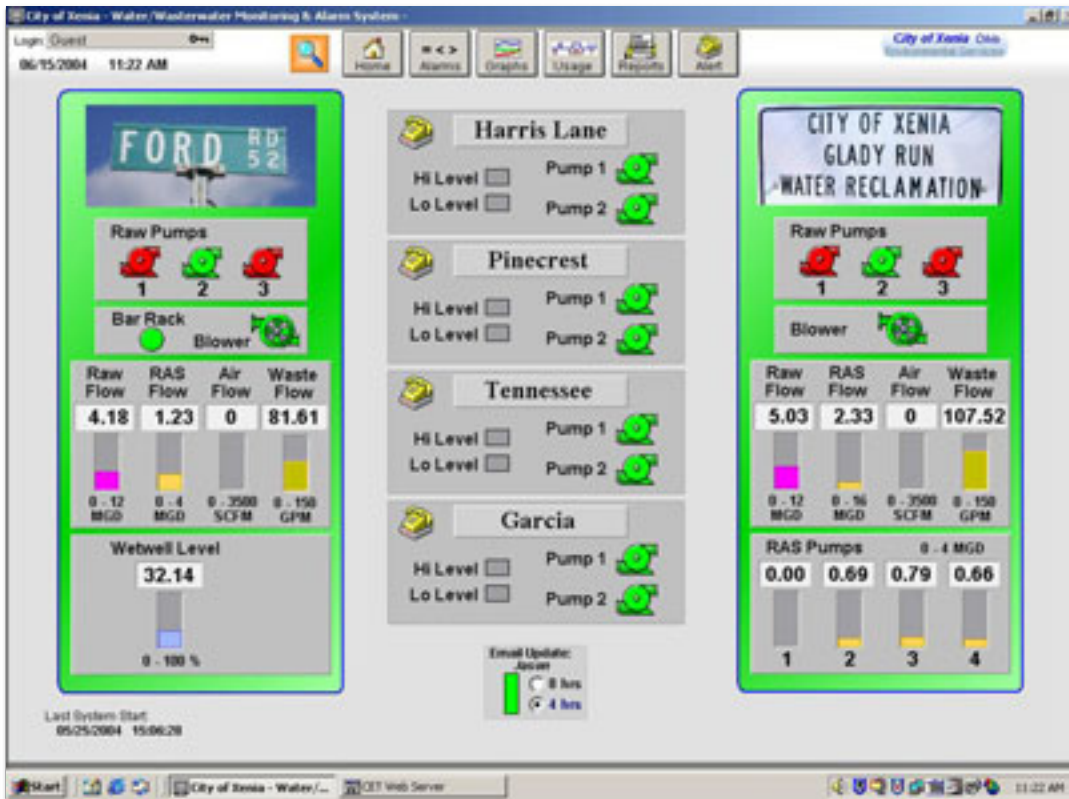 City of Xenia - Water/Wastewater Monitoring & Alarm System -
Login: Guest
06/15/2004 11:22 AM
Home
Alarms
Graphs
Usage
Reports
Alert
City of Xenia Ohio
Environmental Services
FORD RD 52
Raw Pumps
1 2 3
Bar Rack
Blower
Raw Flow
RAS Flow
Air Flow
Waste Flow
4.18 1.23 0 81.61
0 - 12 MGD
0 - 4 MGD
0 - 3500 SCFM
0 - 150 GPM
Wetwell Level
32.14
0 - 100 %
Last System Start
05/25/2004 15:06:28
= < >
Harris Lane
Hi Level
Lo Level
Pump 1
Pump 2
Pinecrest
Hi Level
Lo Level
Pump 1
Pump 2
Tennessee
Hi Level
Lo Level
Pump 1
Pump 2
Garcia
Hi Level
Lo Level
Pump 1
Pump 2
Email Update:
Jason
8 hrs
4 hrs
CITY OF XENIA
GLADY RUN
WATER RECLAMATION
Raw Pumps
1 2 3
Blower
Raw Flow
RAS Flow
Air Flow
Waste Flow
5.03 2.33 0 107.52
0 - 12 MGD
0 - 16 MGD
0 - 3500 SCFM
0 - 150 GPM
RAS Pumps 0 - 4 MGD
0.00 0.69 0.79 0.66
1 2 3 4
Start
City of Xenia - Water/...
CET Web Server
11:22 AM